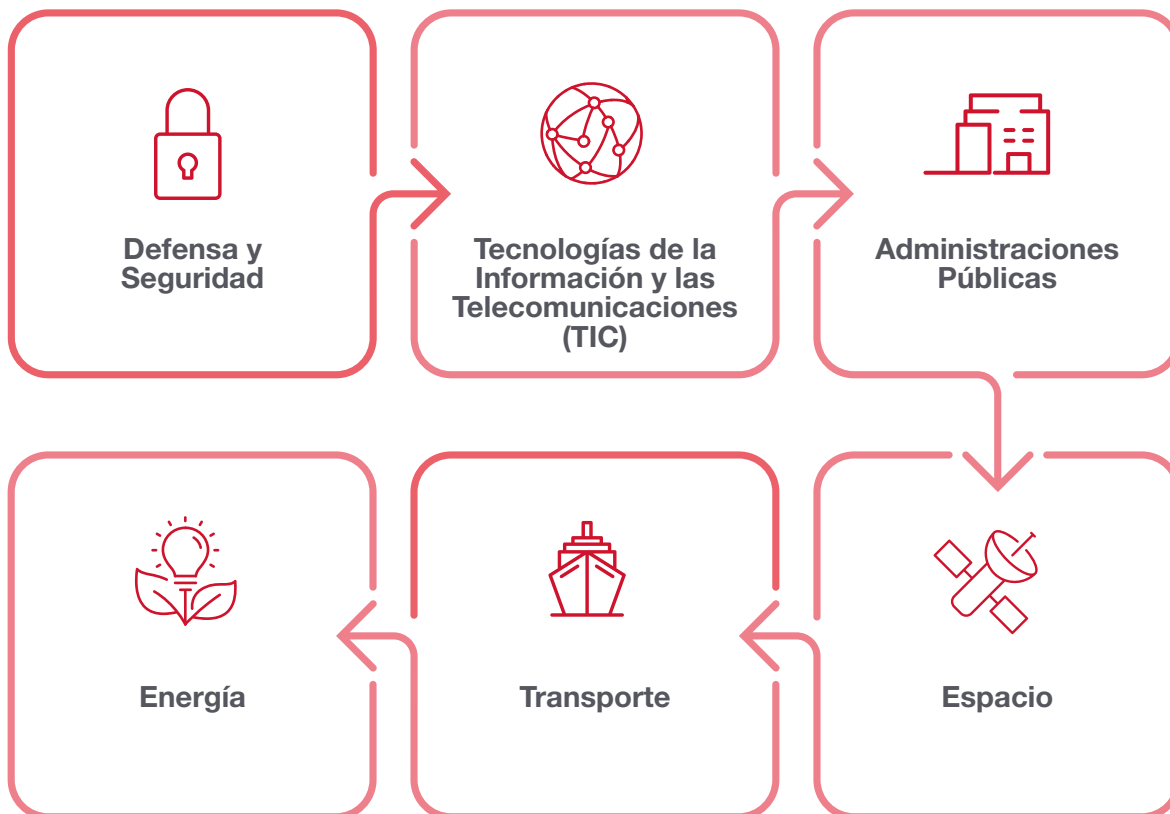 Defensa y
Seguridad
Tecnologías de la
Información y las
Telecomunicaciones
(TIC)
Administraciones
Públicas
Espacio
Transporte
Energía